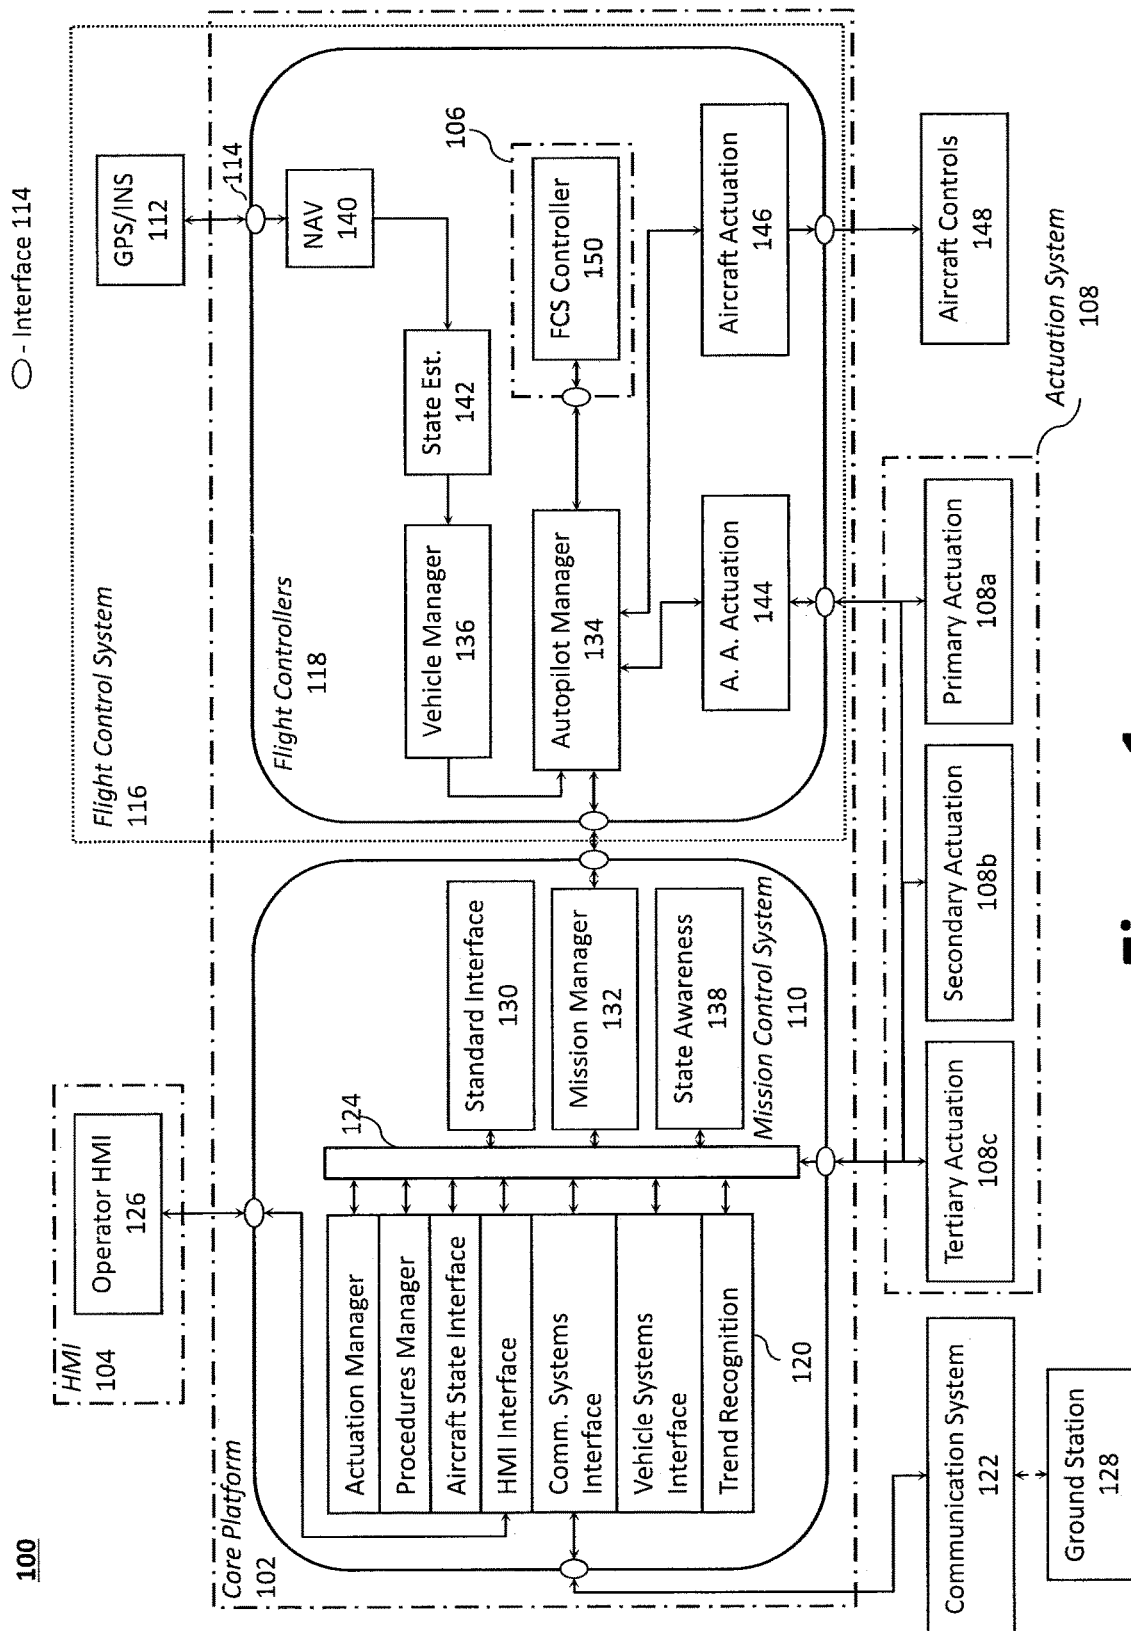 100
HMI
104
Operator HMI
126
○ - Interface 114
Core Platform
102
Flight Control System
116
GPS/INS
112
114
Actuation Manager
Procedures Manager
Aircraft State Interface
HMI Interface
Comm. Systems
Interface
Vehicle Systems
Interface
Trend Recognition
120
124
Standard Interface
130
Mission Manager
132
State Awareness
138
Mission Control System
110
Flight Controllers
118
NAV
140
State Est.
142
Vehicle Manager
136
Autopilot Manager
134
106
FCS Controller
150
A. A. Actuation
144
Aircraft Actuation
146
Communication System
122
Ground Station
128
Tertiary Actuation
108c
Secondary Actuation
108b
Primary Actuation
108a
Actuation System
108
Aircraft Controls
148